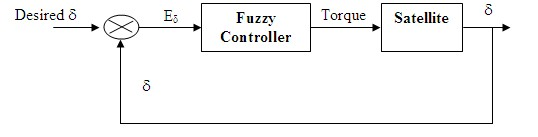 Desired δ
Eδ
Fuzzy
Controller
Torque
Satellite
δ
δ